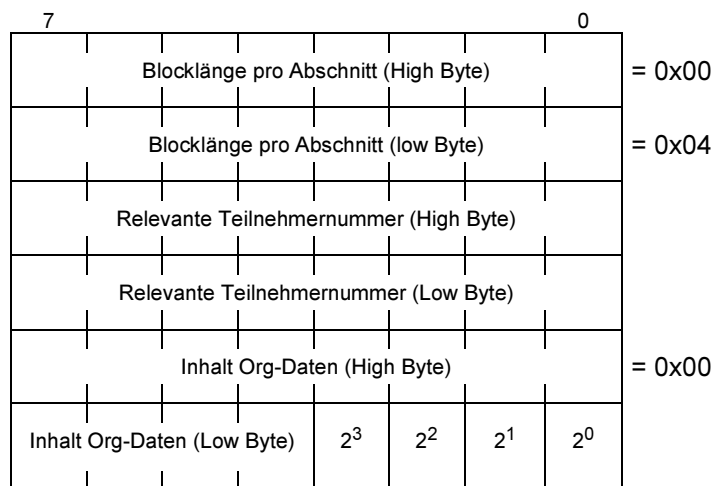 7 0
Blocklänge pro Abschnitt (High Byte) = 0x00
Blocklänge pro Abschnitt (low Byte) = 0x04
Relevante Teilnehmernummer (High Byte)
Relevante Teilnehmernummer (Low Byte)
Inhalt Org-Daten (High Byte) = 0x00
Inhalt Org-Daten (Low Byte) 2³ 2² 2¹ 2⁰